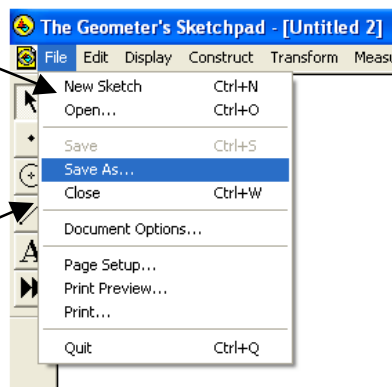 The Geometer's Sketchpad - [Untitled 2]
File Edit Display Construct Transform Measu
New Sketch Ctrl+N
Open... Ctrl+O
Save Ctrl+S
Save As...
Close Ctrl+W
Document Options...
Page Setup...
Print Preview...
Print...
Quit Ctrl+Q
A